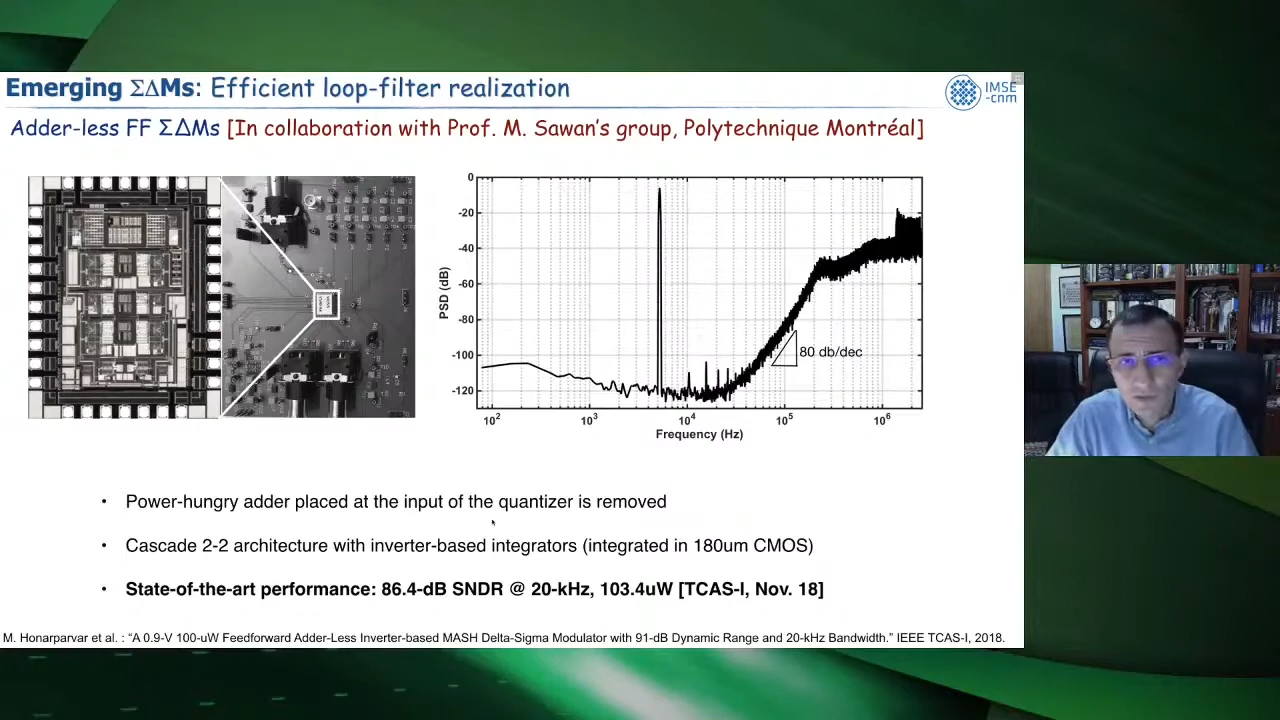 Emerging ΣΔMs: Efficient loop-filter realization
IMSE
-cnm
Adder-less FF ΣΔMs [In collaboration with Prof. M. Sawan's group, Polytechnique Montréal]
0
-20
-40
-60
-80
-100
-120
PSD (dB)
80 db/dec
10²
10³
10⁴
10⁵
10⁶
Frequency (Hz)
• Power-hungry adder placed at the input of the quantizer is removed
• Cascade 2-2 architecture with inverter-based integrators (integrated in 180um CMOS)
• State-of-the-art performance: 86.4-dB SNDR @ 20-kHz, 103.4uW [TCAS-I, Nov. 18]
M. Honarparvar et al. : “A 0.9-V 100-uW Feedforward Adder-Less Inverter-based MASH Delta-Sigma Modulator with 91-dB Dynamic Range and 20-kHz Bandwidth.” IEEE TCAS-I, 2018.